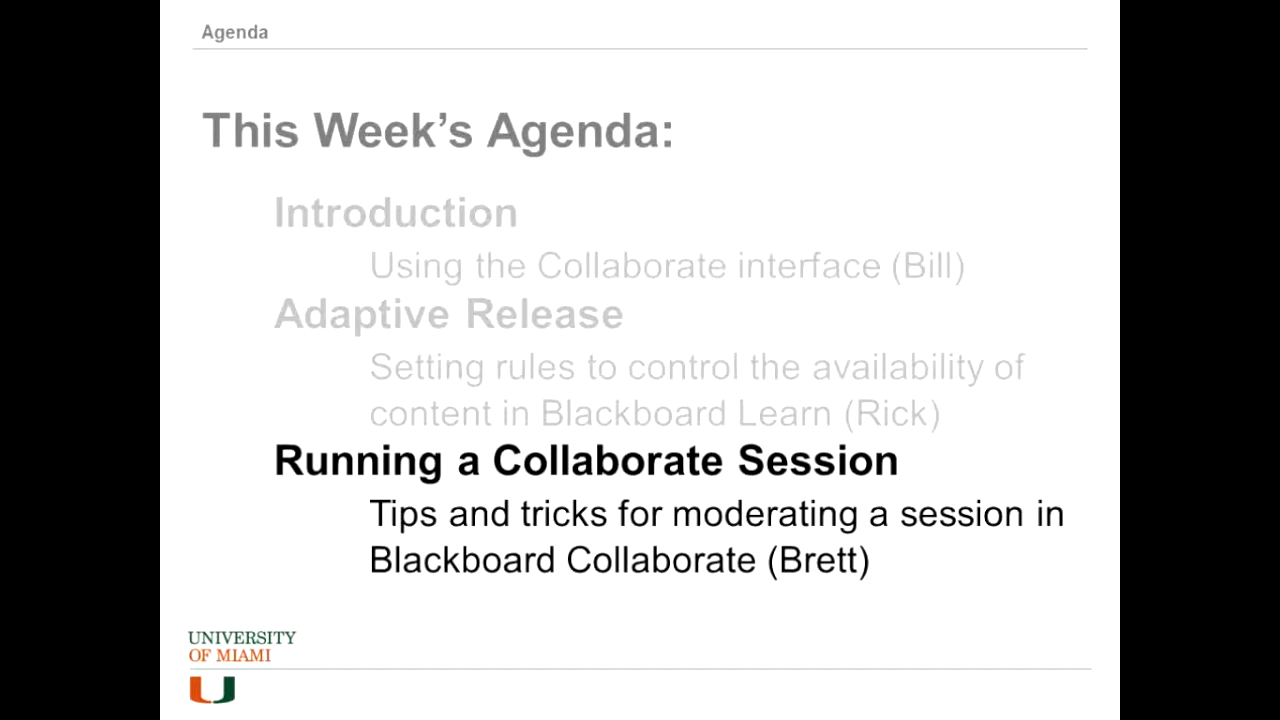 Agenda
This Week’s Agenda:
Introduction
Using the Collaborate interface (Bill)
Adaptive Release
Setting rules to control the availability of
content in Blackboard Learn (Rick)
Running a Collaborate Session
Tips and tricks for moderating a session in
Blackboard Collaborate (Brett)
UNIVERSITY
OF MIAMI